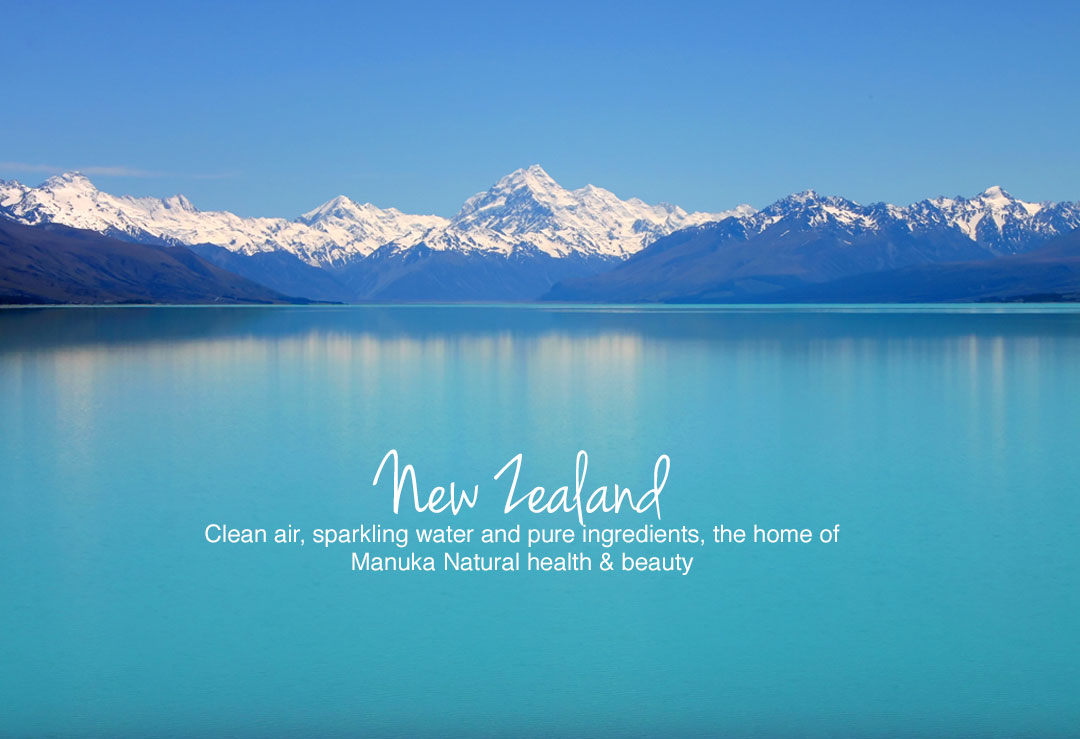 New Zealand
Clean air, sparkling water and pure ingredients, the home of
Manuka Natural health & beauty